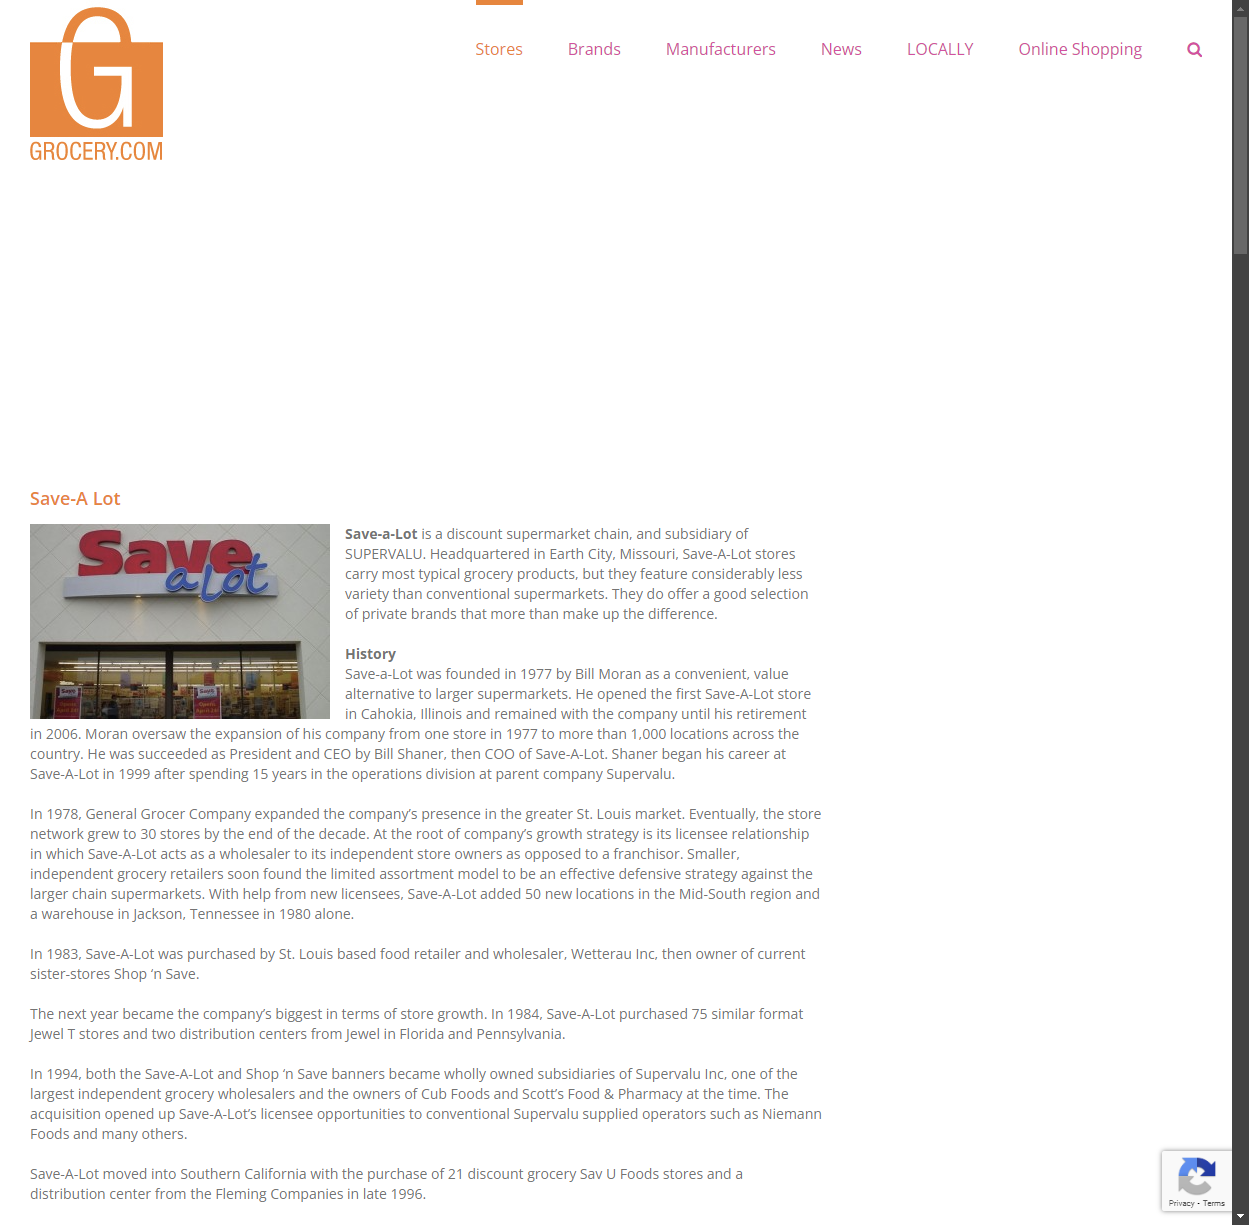 G
GROCERY.COM
Stores Brands Manufacturers News LOCALLY Online Shopping
Save-A Lot
Save
a Lot
Save-a-Lot is a discount supermarket chain, and subsidiary of
SUPERVALU. Headquartered in Earth City, Missouri, Save-A-Lot stores
carry most typical grocery products, but they feature considerably less
variety than conventional supermarkets. They do offer a good selection
of private brands that more than make up the difference.
History
Save-a-Lot was founded in 1977 by Bill Moran as a convenient, value
alternative to larger supermarkets. He opened the first Save-A-Lot store
in Cahokia, Illinois and remained with the company until his retirement
in 2006. Moran oversaw the expansion of his company from one store in 1977 to more than 1,000 locations across the
country. He was succeeded as President and CEO by Bill Shaner, then COO of Save-A-Lot. Shaner began his career at
Save-A-Lot in 1999 after spending 15 years in the operations division at parent company Supervalu.
In 1978, General Grocer Company expanded the company’s presence in the greater St. Louis market. Eventually, the store
network grew to 30 stores by the end of the decade. At the root of company’s growth strategy is its licensee relationship
in which Save-A-Lot acts as a wholesaler to its independent store owners as opposed to a franchisor. Smaller,
independent grocery retailers soon found the limited assortment model to be an effective defensive strategy against the
larger chain supermarkets. With help from new licensees, Save-A-Lot added 50 new locations in the Mid-South region and
a warehouse in Jackson, Tennessee in 1980 alone.
In 1983, Save-A-Lot was purchased by St. Louis based food retailer and wholesaler, Wetterau Inc, then owner of current
sister-stores Shop ‘n Save.
The next year became the company’s biggest in terms of store growth. In 1984, Save-A-Lot purchased 75 similar format
Jewel T stores and two distribution centers from Jewel in Florida and Pennsylvania.
In 1994, both the Save-A-Lot and Shop ‘n Save banners became wholly owned subsidiaries of Supervalu Inc, one of the
largest independent grocery wholesalers and the owners of Cub Foods and Scott’s Food & Pharmacy at the time. The
acquisition opened up Save-A-Lot’s licensee opportunities to conventional Supervalu supplied operators such as Niemann
Foods and many others.
Save-A-Lot moved into Southern California with the purchase of 21 discount grocery Sav U Foods stores and a
distribution center from the Fleming Companies in late 1996.
Privacy - Terms